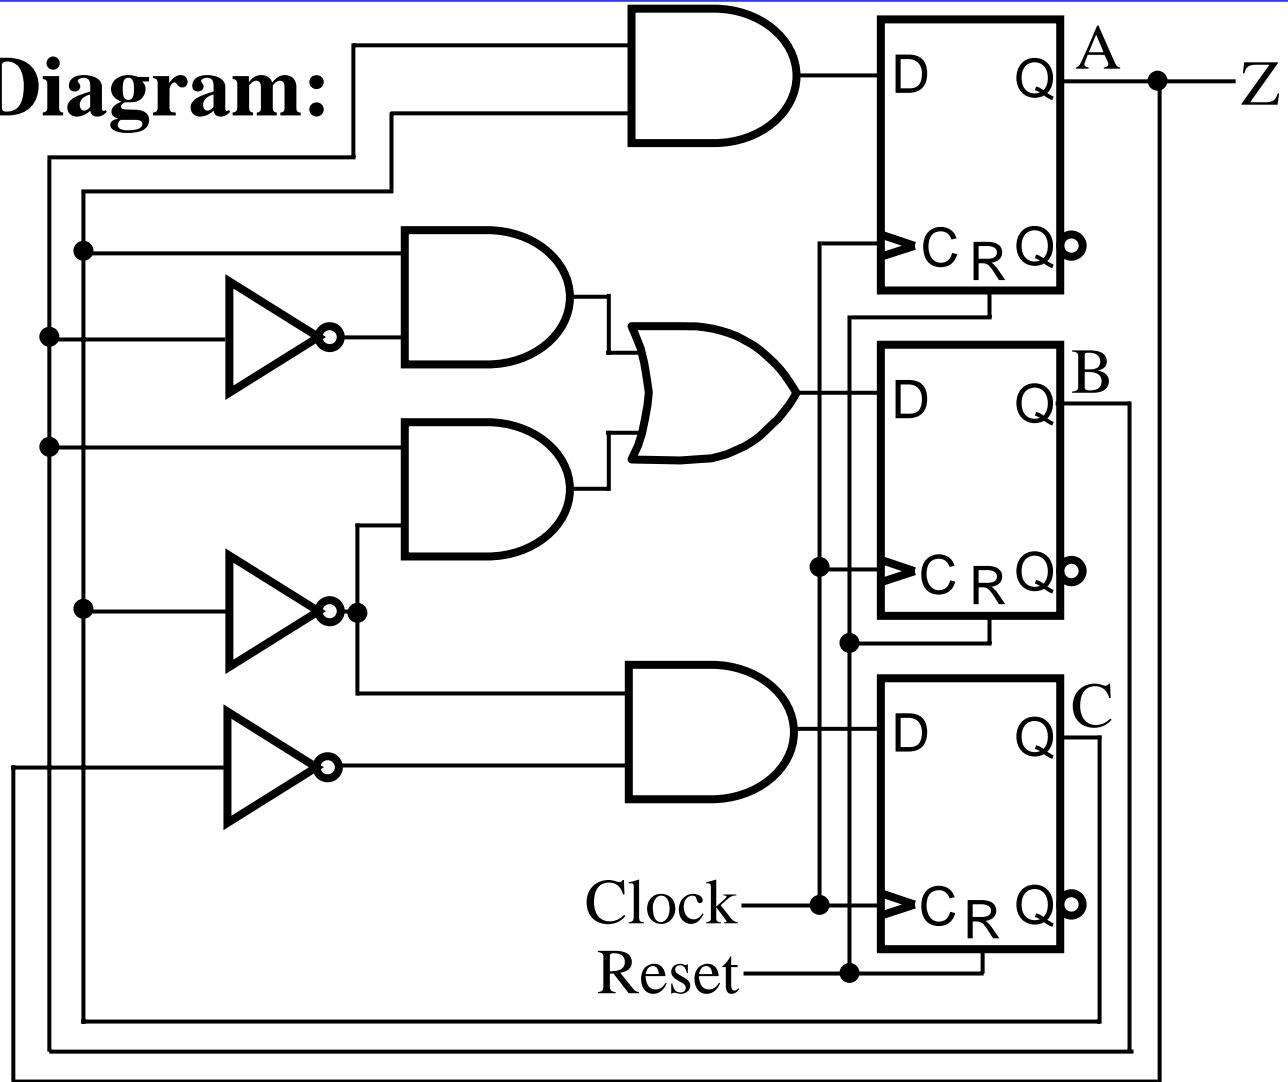 Diagram:
D Q A Z
C R Q
D Q B
C R Q
D Q C
Clock C R Q
Reset